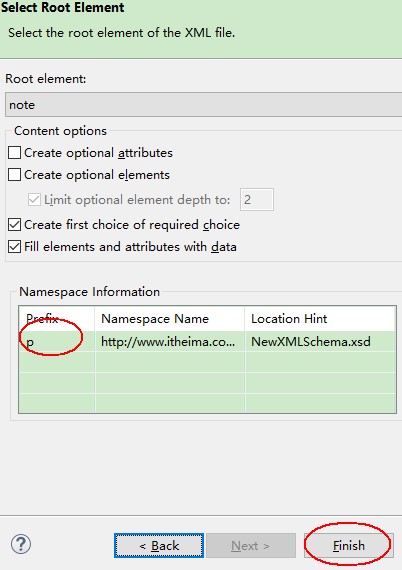 Select Root Element
Select the root element of the XML file.
Root element:
note
Content options
Create optional attributes
Create optional elements
Limit optional element depth to: 2
Create first choice of required choice
Fill elements and attributes with data
Namespace Information
Prefix Namespace Name Location Hint
p http://www.itheima.co... NewXMLSchema.xsd
? < Back Next > Finish